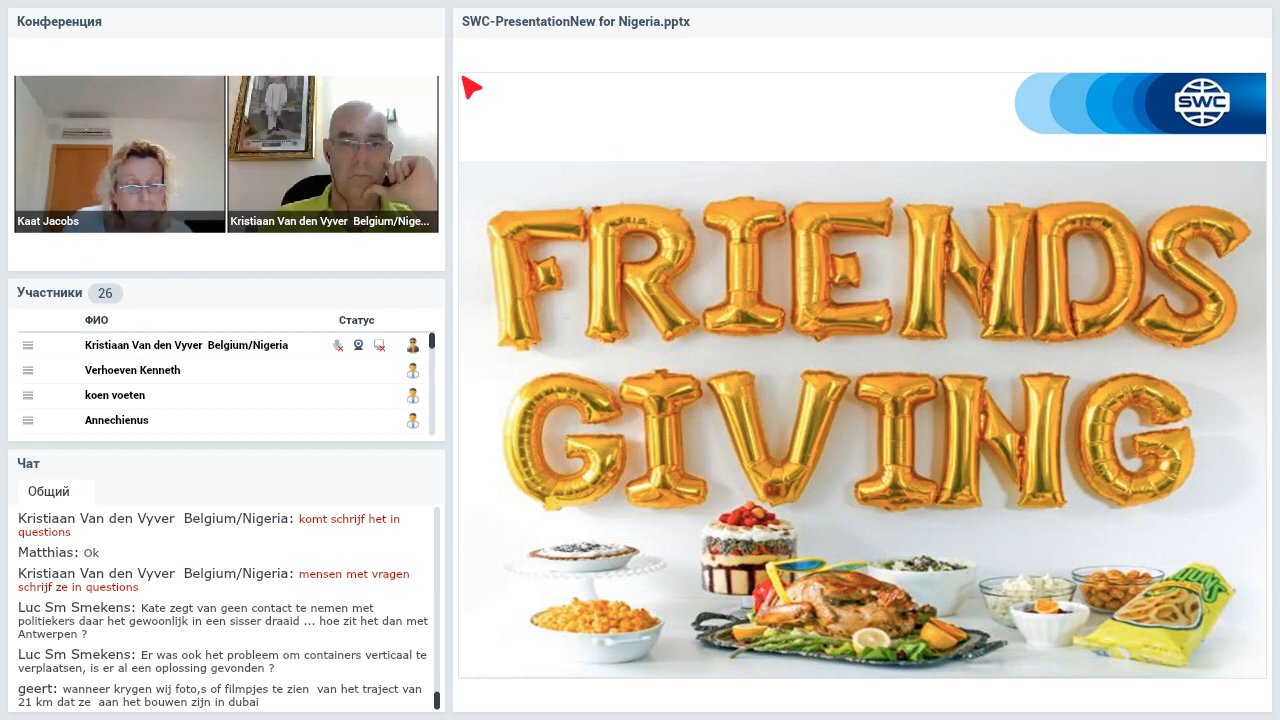 Конференция
Kaat Jacobs
Kristiaan Van den Vyver  Belgium/Nige...
Участники 26
ФИО Статус
Kristiaan Van den Vyver  Belgium/Nigeria
Verhoeven Kenneth
koen voeten
Annechienus
Чат
Общий
Kristiaan Van den Vyver  Belgium/Nigeria: komt schrijf het in
questions
Matthias: Ok
Kristiaan Van den Vyver  Belgium/Nigeria: mensen met vragen
schrijf ze in questions
Luc Sm Smekens: Kate zegt van geen contact te nemen met
politiekers daar het gewoonlijk in een sisser draaid ... hoe zit het dan met
Antwerpen ?
Luc Sm Smekens: Er was ook het probleem om containers verticaal te
verplaatsen, is er al een oplossing gevonden ?
geert: wanneer krygen wij foto,s of filmpjes te zien  van het traject van
21 km dat ze  aan het bouwen zijn in dubai
SWC-PresentationNew for Nigeria.pptx
SWC
FRIENDS
GIVING